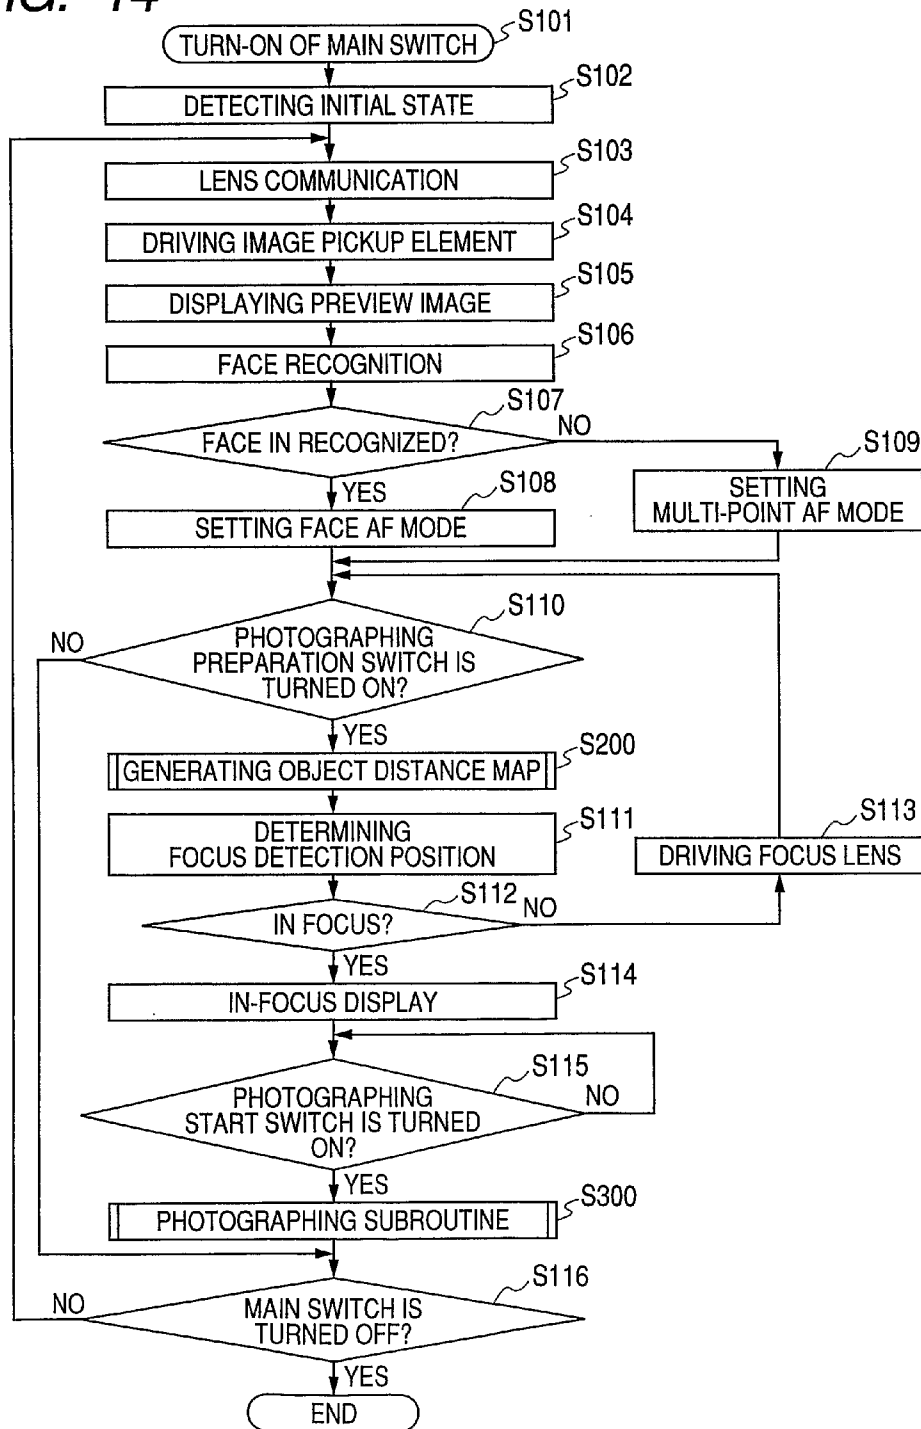 FIG. 14
TURN-ON OF MAIN SWITCH
S101
DETECTING INITIAL STATE
S102
LENS COMMUNICATION
S103
DRIVING IMAGE PICKUP ELEMENT
S104
DISPLAYING PREVIEW IMAGE
S105
FACE RECOGNITION
S106
FACE IN RECOGNIZED?
S107
NO
YES
SETTING FACE AF MODE
S108
SETTING
MULTI-POINT AF MODE
S109
PHOTOGRAPHING
PREPARATION SWITCH IS
TURNED ON?
S110
NO
YES
GENERATING OBJECT DISTANCE MAP
S200
DETERMINING
FOCUS DETECTION POSITION
S111
IN FOCUS?
S112
NO
DRIVING FOCUS LENS
S113
YES
IN-FOCUS DISPLAY
S114
PHOTOGRAPHING
START SWITCH IS TURNED
ON?
S115
NO
YES
PHOTOGRAPHING SUBROUTINE
S300
MAIN SWITCH IS
TURNED OFF?
S116
NO
YES
END